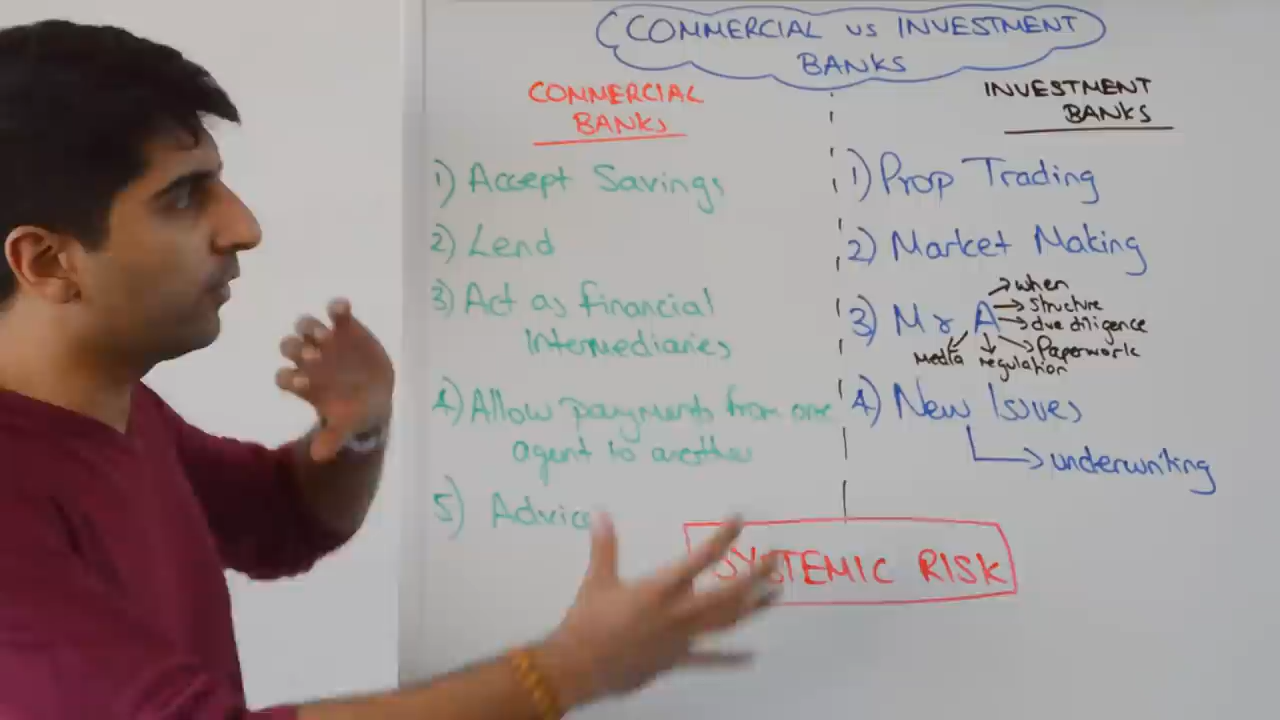 COMMERCIAL VS INVESTMENT
BANKS
COMMERCIAL
BANKS
1) Accept Savings
2) Lend
3) Act as financial
Intermediaries
4) Allow payments from one
agent to another
5) Advice
INVESTMENT
BANKS
1) Prop Trading
2) Market Making
3) M & A
when
Structure
due diligence
Paperwork
regulation
Media
4) New Issues
underwriting
SYSTEMIC RISK